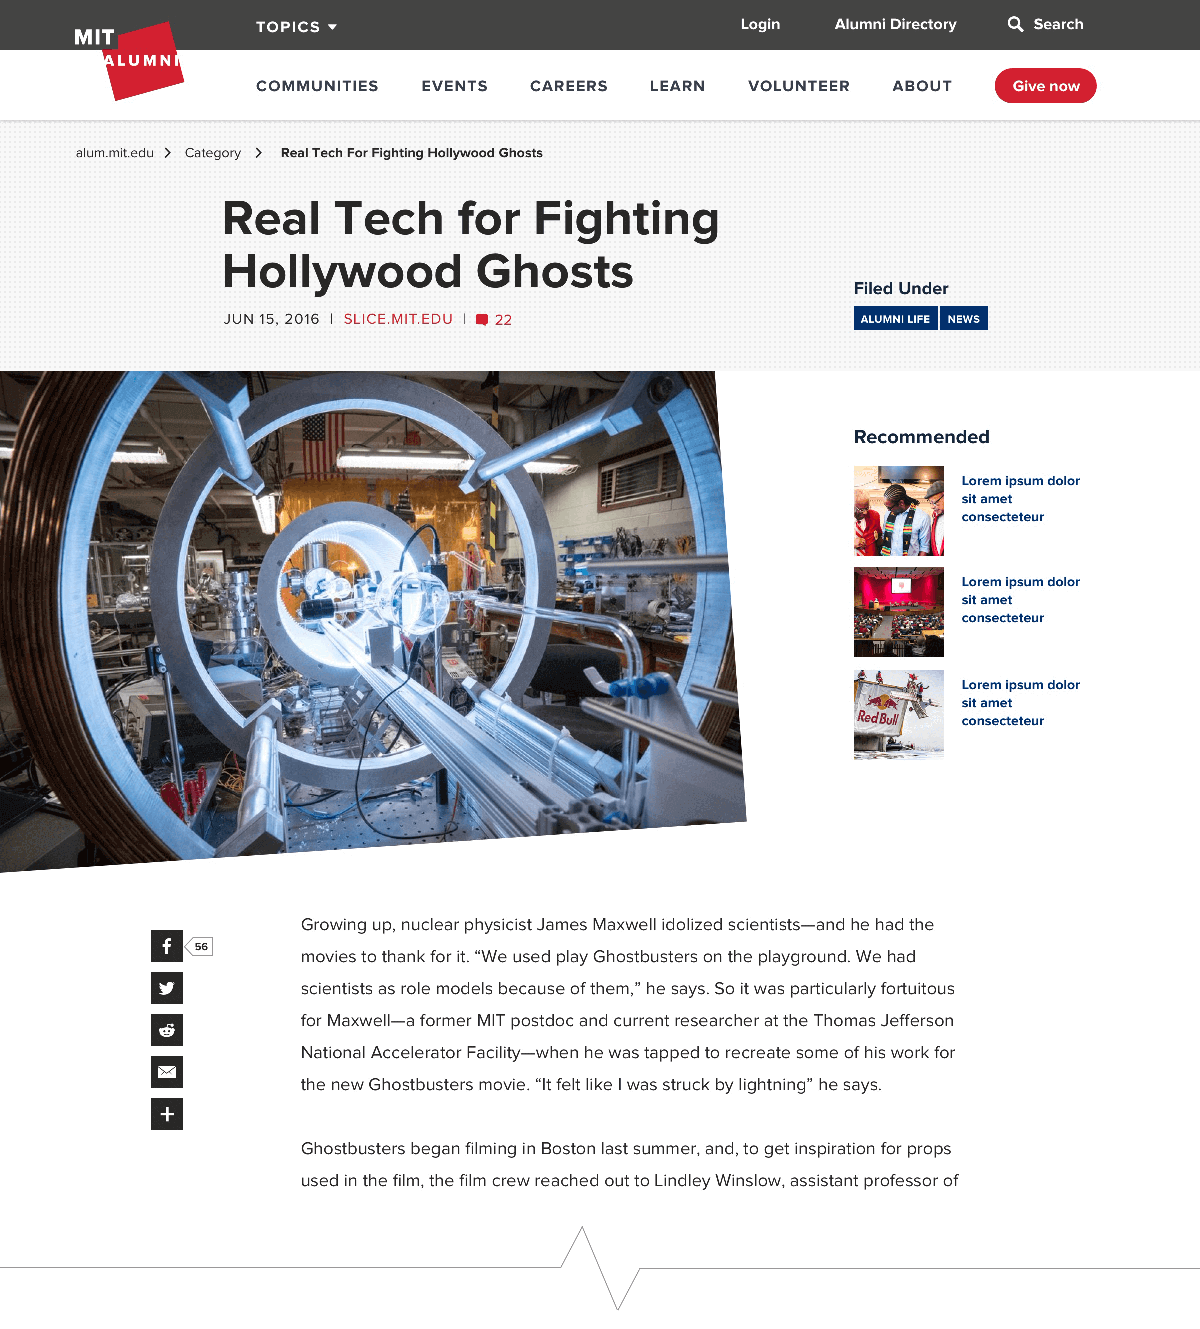 TOPICS
Login
Alumni Directory
Search
MIT
ALUMNI
COMMUNITIES
EVENTS
CAREERS
LEARN
VOLUNTEER
ABOUT
Give now
alum.mit.edu
Category
Real Tech For Fighting Hollywood Ghosts
Real Tech for Fighting
Hollywood Ghosts
JUN 15, 2016 | SLICE.MIT.EDU | 22
Filed Under
ALUMNI LIFE
NEWS
Recommended
Lorem ipsum dolor
sit amet
consecteteur
Lorem ipsum dolor
sit amet
consecteteur
Red Bull
Lorem ipsum dolor
sit amet
consecteteur
56
Growing up, nuclear physicist James Maxwell idolized scientists—and he had the
movies to thank for it. “We used play Ghostbusters on the playground. We had
scientists as role models because of them,” he says. So it was particularly fortuitous
for Maxwell—a former MIT postdoc and current researcher at the Thomas Jefferson
National Accelerator Facility—when he was tapped to recreate some of his work for
the new Ghostbusters movie. “It felt like I was struck by lightning” he says.
Ghostbusters began filming in Boston last summer, and, to get inspiration for props
used in the film, the film crew reached out to Lindley Winslow, assistant professor of